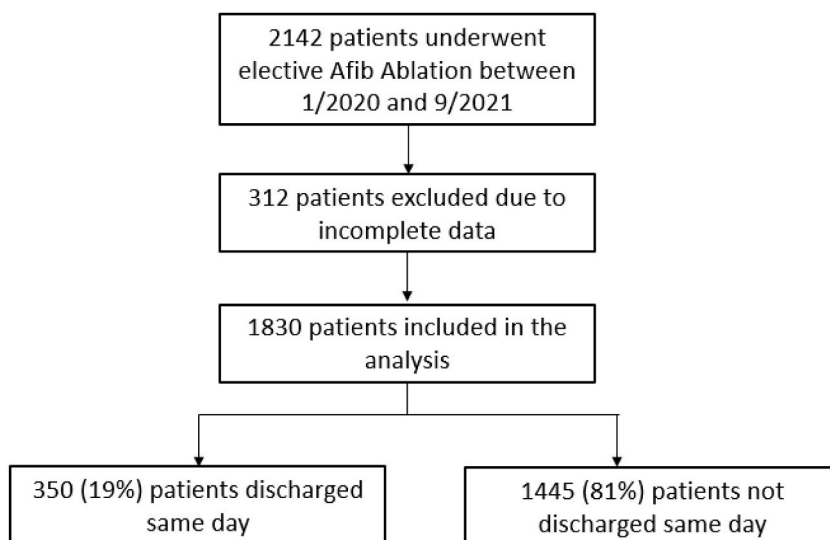 2142 patients underwent
elective Afib Ablation between
1/2020 and 9/2021
312 patients excluded due to
incomplete data
1830 patients included in the
analysis
350 (19%) patients discharged
same day
1445 (81%) patients not
discharged same day